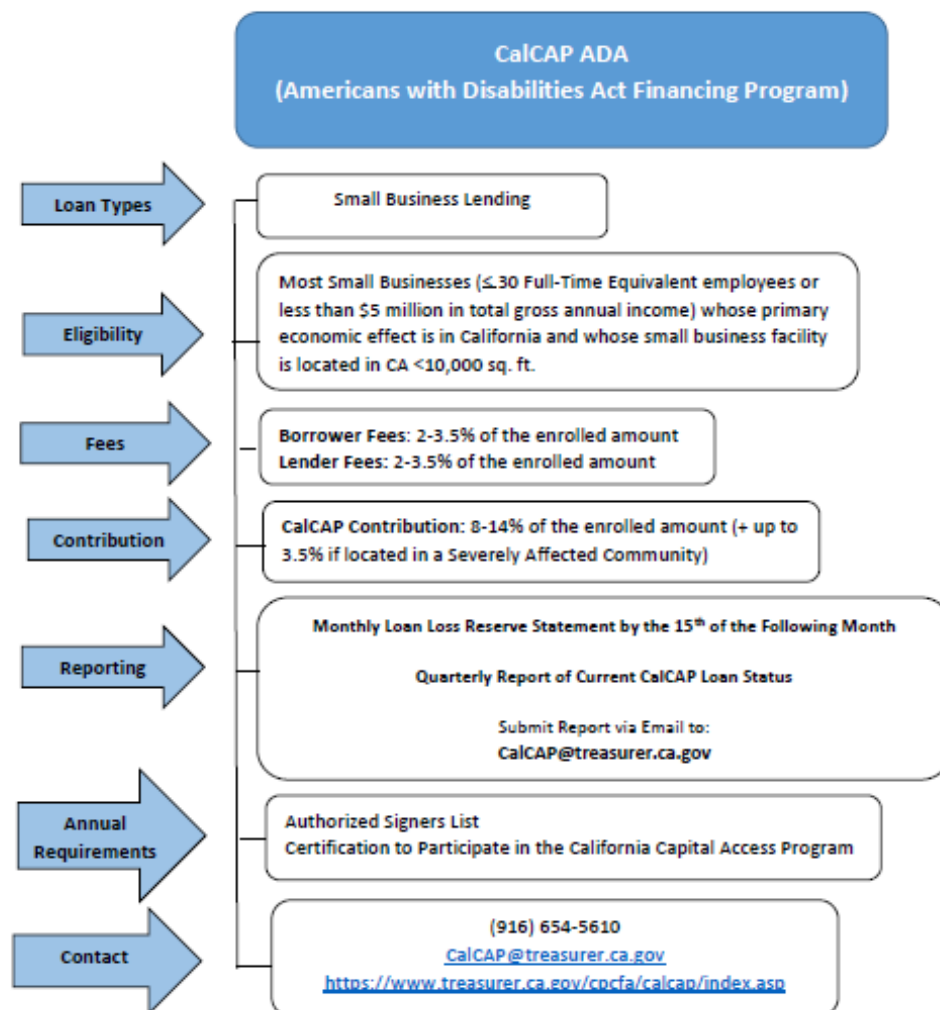 CalCAP ADA
(Americans with Disabilities Act Financing Program)
Loan Types
Small Business Lending
Eligibility
Most Small Businesses (≤30 Full-Time Equivalent employees or
less than $5 million in total gross annual income) whose primary
economic effect is in California and whose small business facility
is located in CA <10,000 sq. ft.
Fees
Borrower Fees: 2-3.5% of the enrolled amount
Lender Fees: 2-3.5% of the enrolled amount
Contribution
CalCAP Contribution: 8-14% of the enrolled amount (+ up to
3.5% if located in a Severely Affected Community)
Reporting
Monthly Loan Loss Reserve Statement by the 15th of the Following Month
Quarterly Report of Current CalCAP Loan Status
Submit Report via Email to:
CalCAP@treasurer.ca.gov
Annual
Requirements
Authorized Signers List
Certification to Participate in the California Capital Access Program
Contact
(916) 654-5610
CalCAP@treasurer.ca.gov
https://www.treasurer.ca.gov/cpcfa/calcap/index.asp